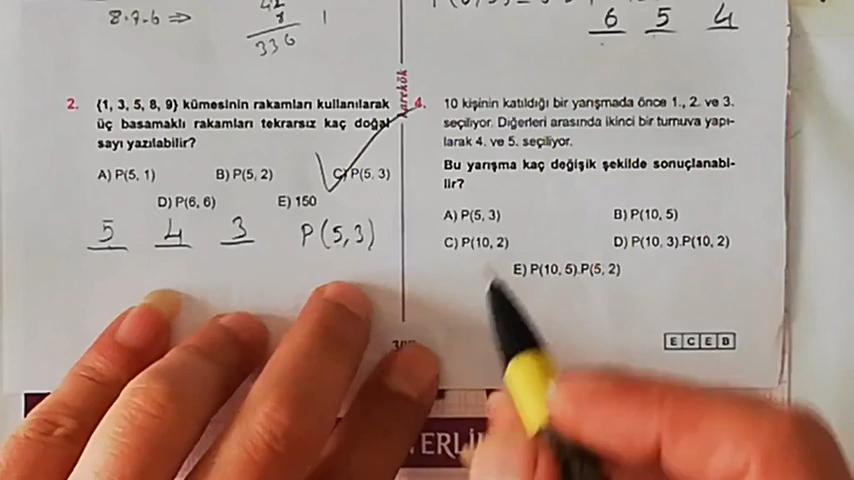 8.7.6 ⇒
42
8
336
6 5 4
2. {1, 3, 5, 8, 9} kümesinin rakamları kullanılarak
üç basamaklı rakamları tekrarsız kaç doğal
sayı yazılabilir?
A) P(5, 1) B) P(5, 2) C) P(5, 3)
D) P(6, 6) E) 150
5 4 3 P(5,3)
karekök
4. 10 kişinin katıldığı bir yarışmada önce 1., 2. ve 3.
seçiliyor. Diğerleri arasında ikinci bir turnuva yapı-
larak 4. ve 5. seçiliyor.
Bu yarışma kaç değişik şekilde sonuçlanabi-
lir?
A) P(5, 3) B) P(10, 5)
C) P(10, 2) D) P(10, 3).P(10, 2)
E) P(10, 5).P(5, 2)
E C E B